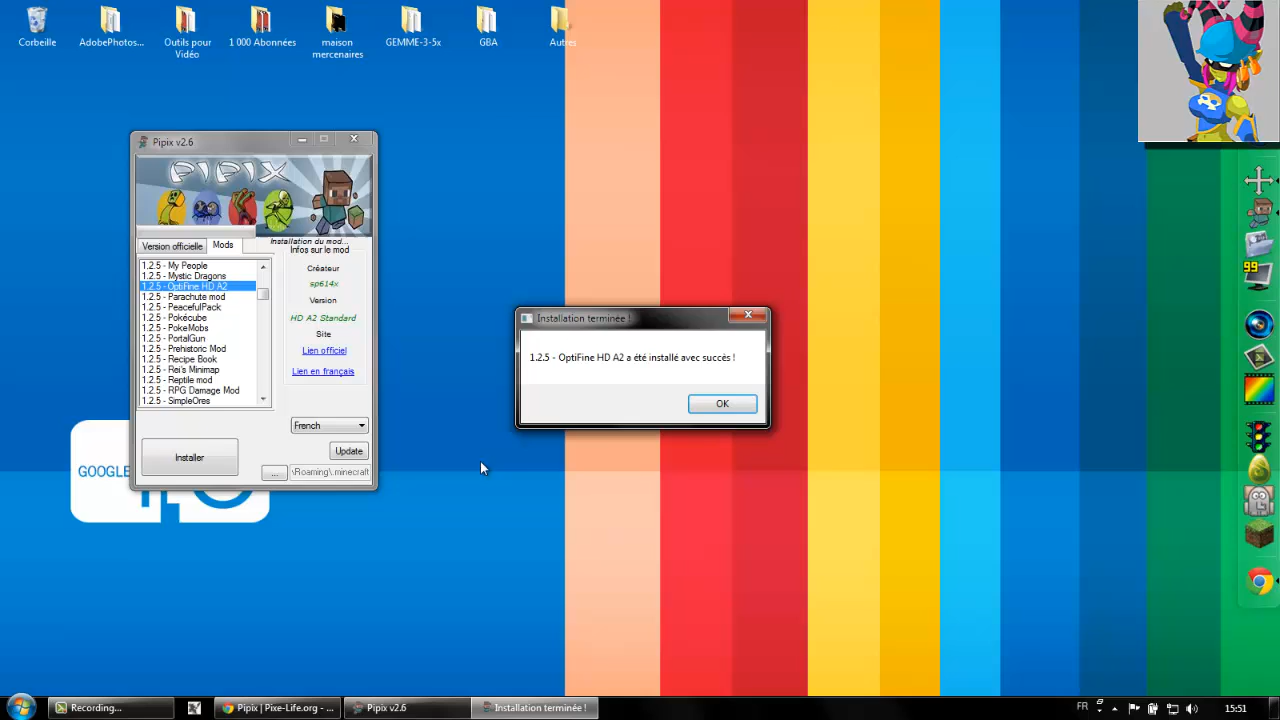 Corbeille
AdobePhotos...
Outils pour
Vidéo
1 000 Abonnées
maison
mercenaires
GEMME-3-5x
GBA
Autres
Pipix v2.6
PIPIX
Version officielle
Mods
Installation du mod...
Infos sur le mod
1.2.5 - My People
1.2.5 - Mystic Dragons
1.2.5 - OptiFine HD A2
1.2.5 - Parachute mod
1.2.5 - PeacefulPack
1.2.5 - Pokécube
1.2.5 - PokeMobs
1.2.5 - PortalGun
1.2.5 - Prehistoric Mod
1.2.5 - Recipe Book
1.2.5 - Rei's Minimap
1.2.5 - Reptile mod
1.2.5 - RPG Damage Mod
1.2.5 - SimpleOres
Créateur
sp614x
Version
HD A2 Standard
Site
Lien officiel
Lien en français
French
Installer
Update
...
\Roaming\.minecraft
GOOGLE
Installation terminée !
1.2.5 - OptiFine HD A2 a été installé avec succès !
OK
99
Recording...
Pipix | Pixe-Life.org - ...
Pipix v2.6
Installation terminée !
FR
15:51